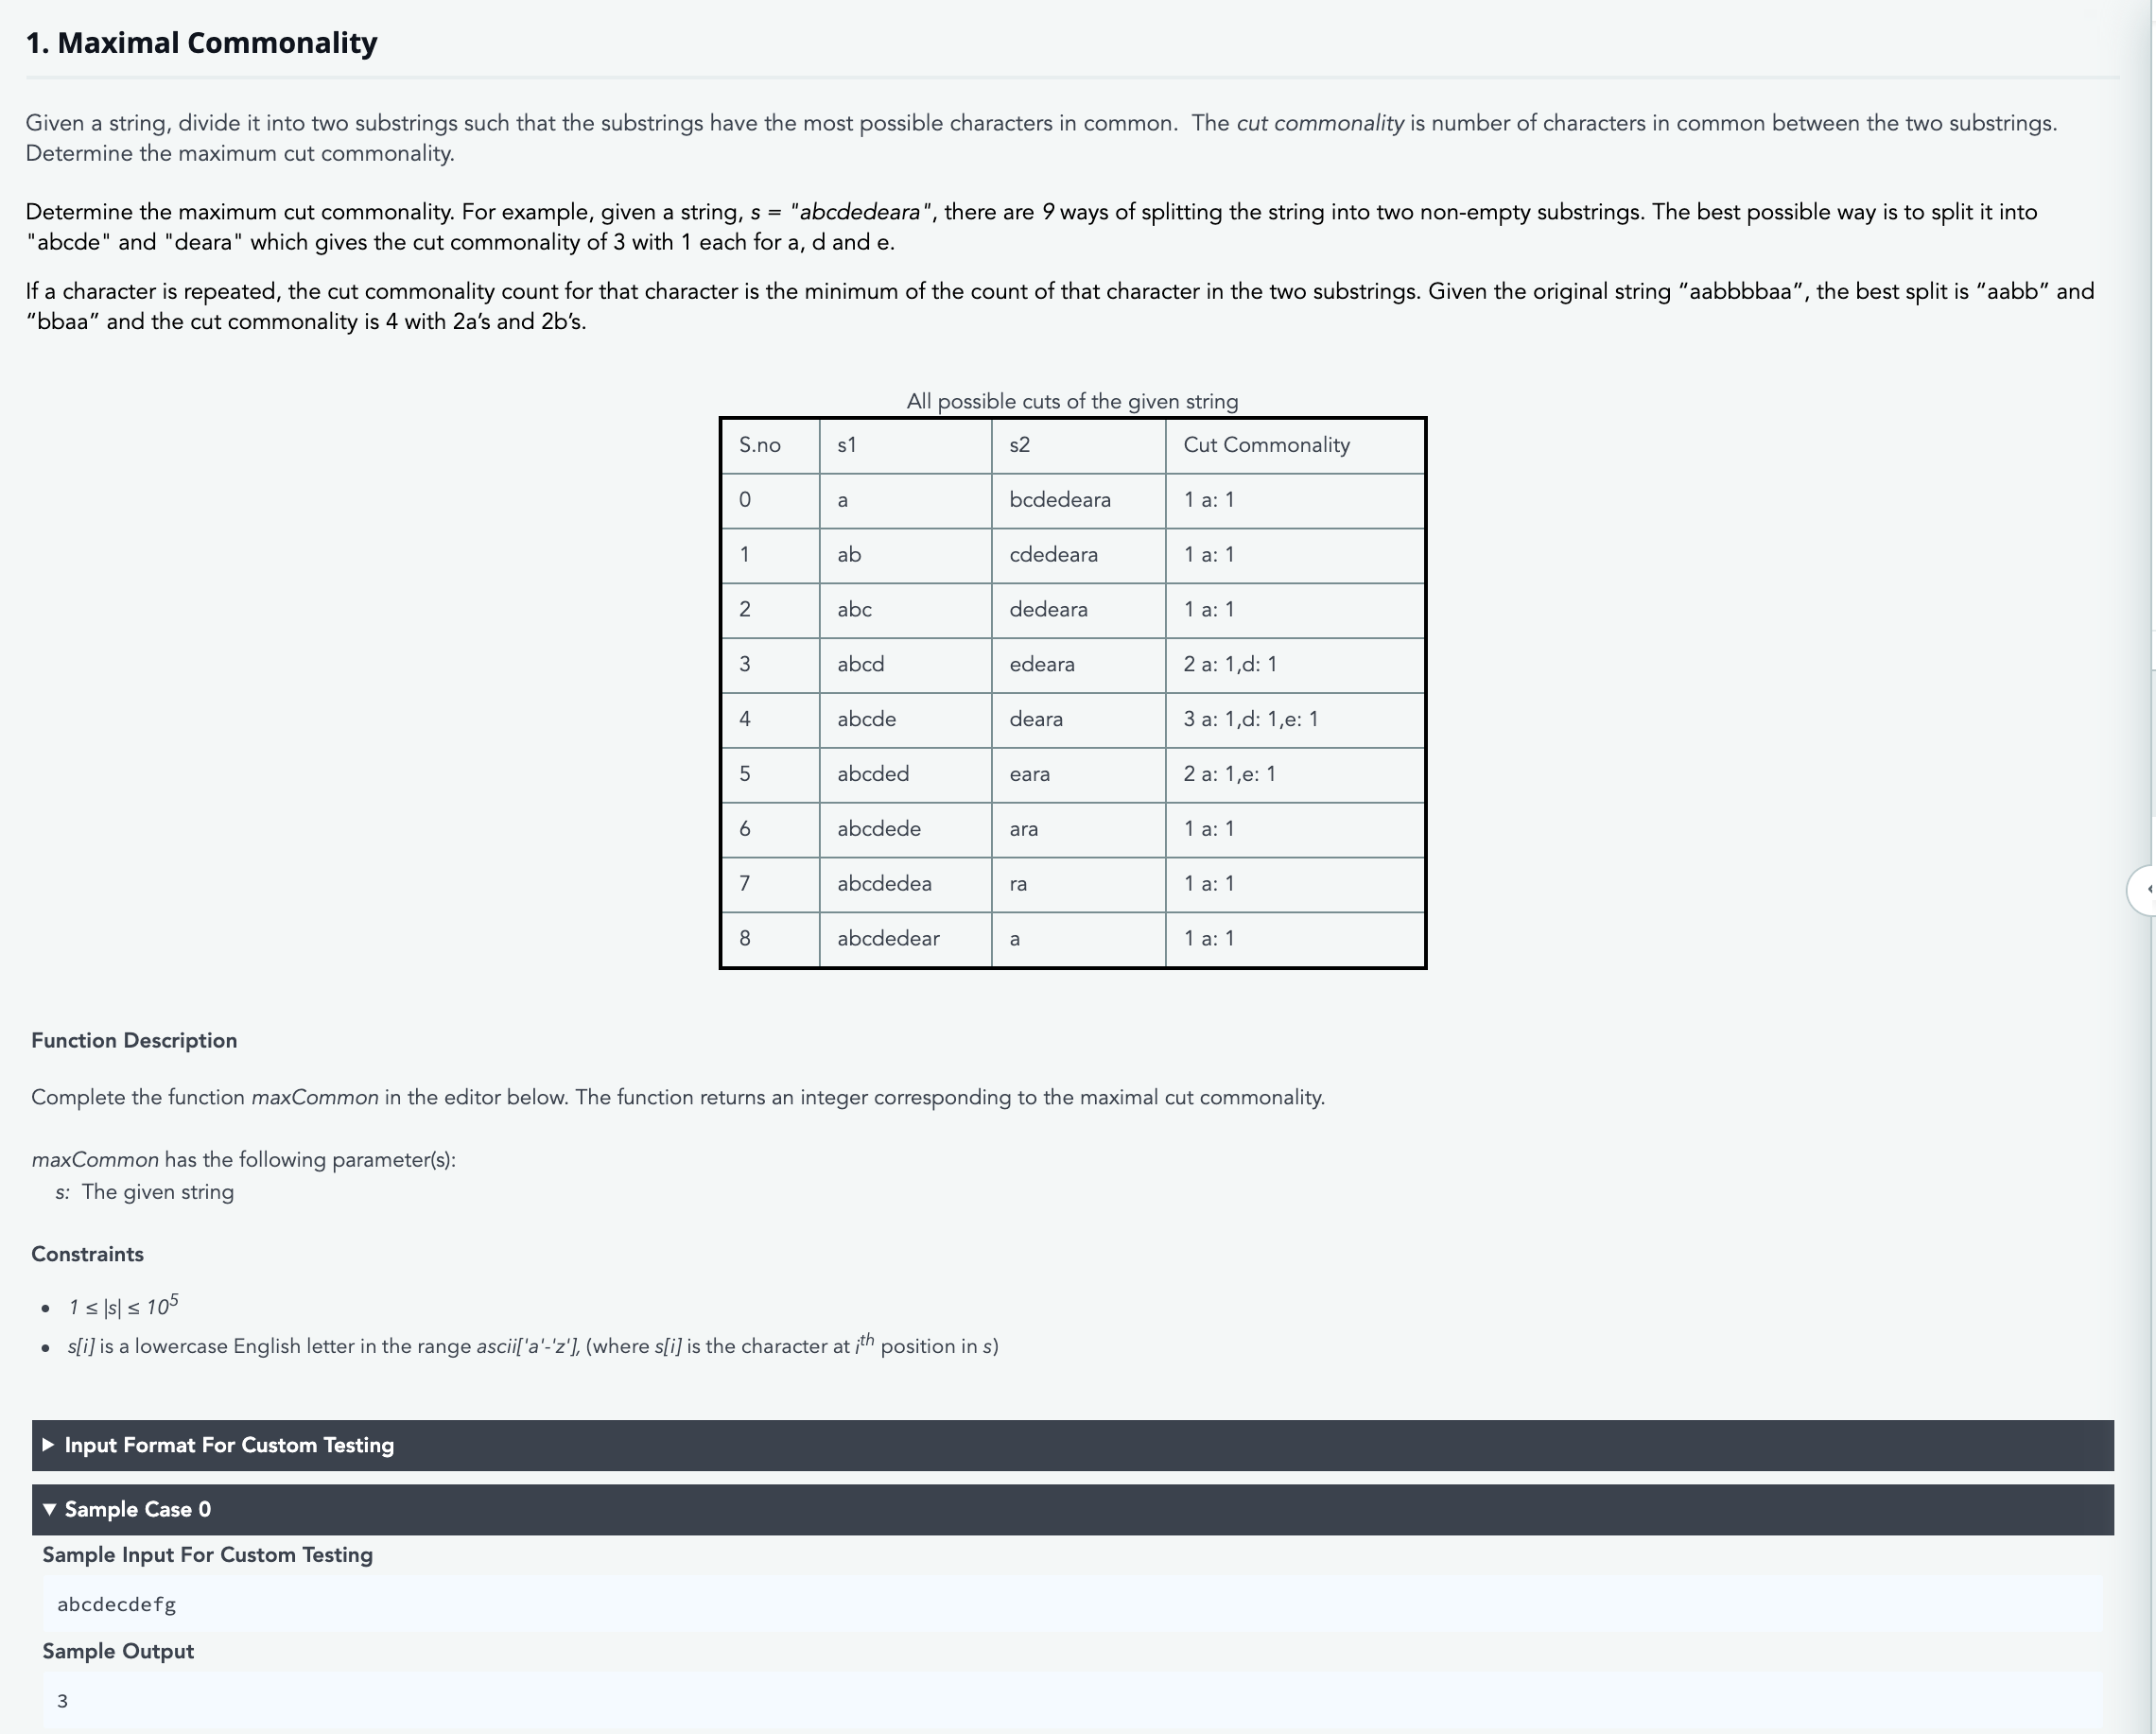 1. Maximal Commonality
Given a string, divide it into two substrings such that the substrings have the most possible characters in common.  The cut commonality is number of characters in common between the two substrings.
Determine the maximum cut commonality.
Determine the maximum cut commonality. For example, given a string, s = "abcdedeara", there are 9 ways of splitting the string into two non-empty substrings. The best possible way is to split it into
"abcde" and "deara" which gives the cut commonality of 3 with 1 each for a, d and e.
If a character is repeated, the cut commonality count for that character is the minimum of the count of that character in the two substrings. Given the original string “aabbbbaa”, the best split is “aabb” and
“bbaa” and the cut commonality is 4 with 2a’s and 2b’s.
All possible cuts of the given string
S.no s1 s2 Cut Commonality
0 a bcdedeara 1 a: 1
1 ab cdedeara 1 a: 1
2 abc dedeara 1 a: 1
3 abcd edeara 2 a: 1,d: 1
4 abcde deara 3 a: 1,d: 1,e: 1
5 abcded eara 2 a: 1,e: 1
6 abcdede ara 1 a: 1
7 abcdedea ra 1 a: 1
8 abcdedear a 1 a: 1
Function Description
Complete the function maxCommon in the editor below. The function returns an integer corresponding to the maximal cut commonality.
maxCommon has the following parameter(s):
s:  The given string
Constraints
• 1 ≤ |s| ≤ 10⁵
• s[i] is a lowercase English letter in the range ascii['a'-'z'], (where s[i] is the character at iᵗʰ position in s)
▶ Input Format For Custom Testing
▼ Sample Case 0
Sample Input For Custom Testing
abcdecdefg
Sample Output
3